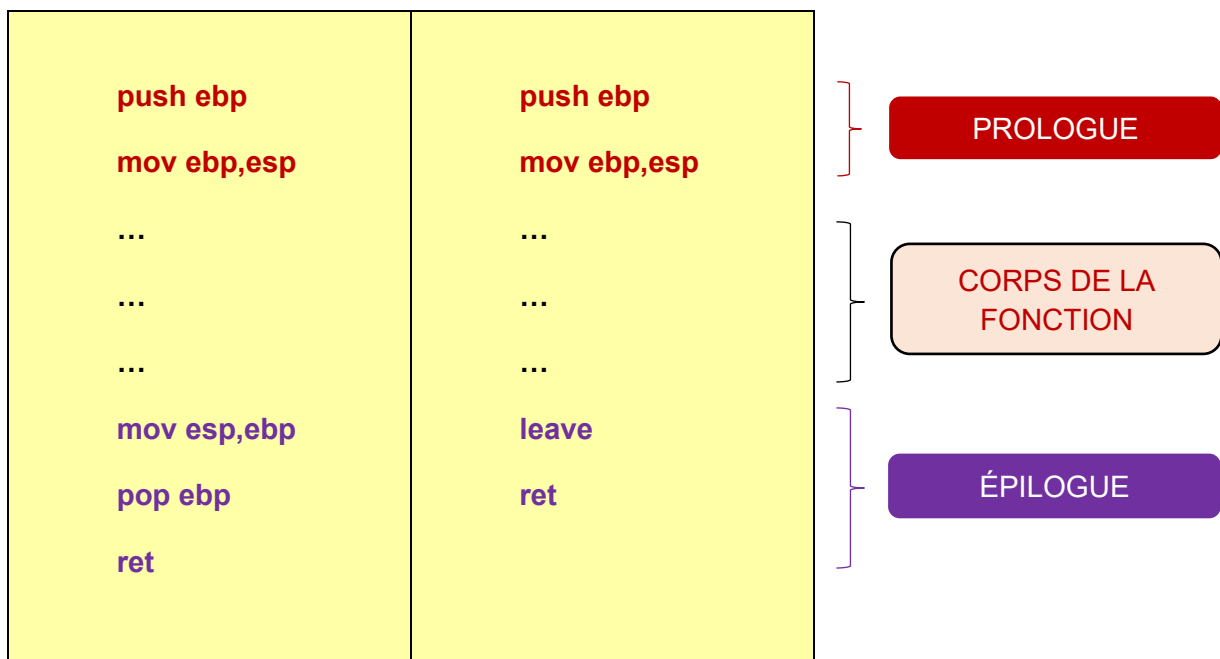 push ebp
mov ebp,esp
…
…
…
mov esp,ebp
pop ebp
ret
push ebp
mov ebp,esp
…
…
…
leave
ret
PROLOGUE
CORPS DE LA
FONCTION
ÉPILOGUE